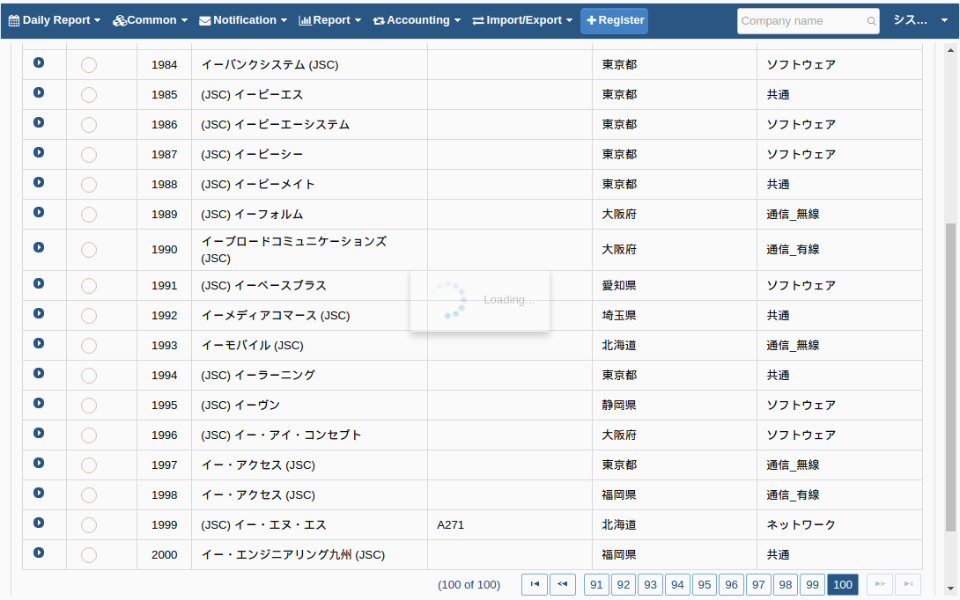 Daily Report Common Notification Report Accounting Import/Export Register Company name シス...
1984 イーバンクシステム (JSC) 東京都 ソフトウェア
1985 (JSC) イーピーエス 東京都 共通
1986 (JSC) イーピーエーシステム 東京都 ソフトウェア
1987 (JSC) イーピーシー 東京都 ソフトウェア
1988 (JSC) イーピーメイト 東京都 共通
1989 (JSC) イーフォルム 大阪府 通信_無線
1990 イーブロードコミュニケーションズ (JSC) 大阪府 通信_有線
1991 (JSC) イーベースプラス 愛知県 ソフトウェア
Loading...
1992 イーメディアコマース (JSC) 埼玉県 共通
1993 イーモバイル (JSC) 北海道 通信_無線
1994 (JSC) イーラーニング 東京都 共通
1995 (JSC) イーヴン 静岡県 ソフトウェア
1996 (JSC) イー・アイ・コンセプト 大阪府 ソフトウェア
1997 イー・アクセス (JSC) 東京都 通信_無線
1998 イー・アクセス (JSC) 福岡県 通信_有線
1999 (JSC) イー・エヌ・エス A271 北海道 ネットワーク
2000 イー・エンジニアリング九州 (JSC) 福岡県 共通
(100 of 100) 91 92 93 94 95 96 97 98 99 100